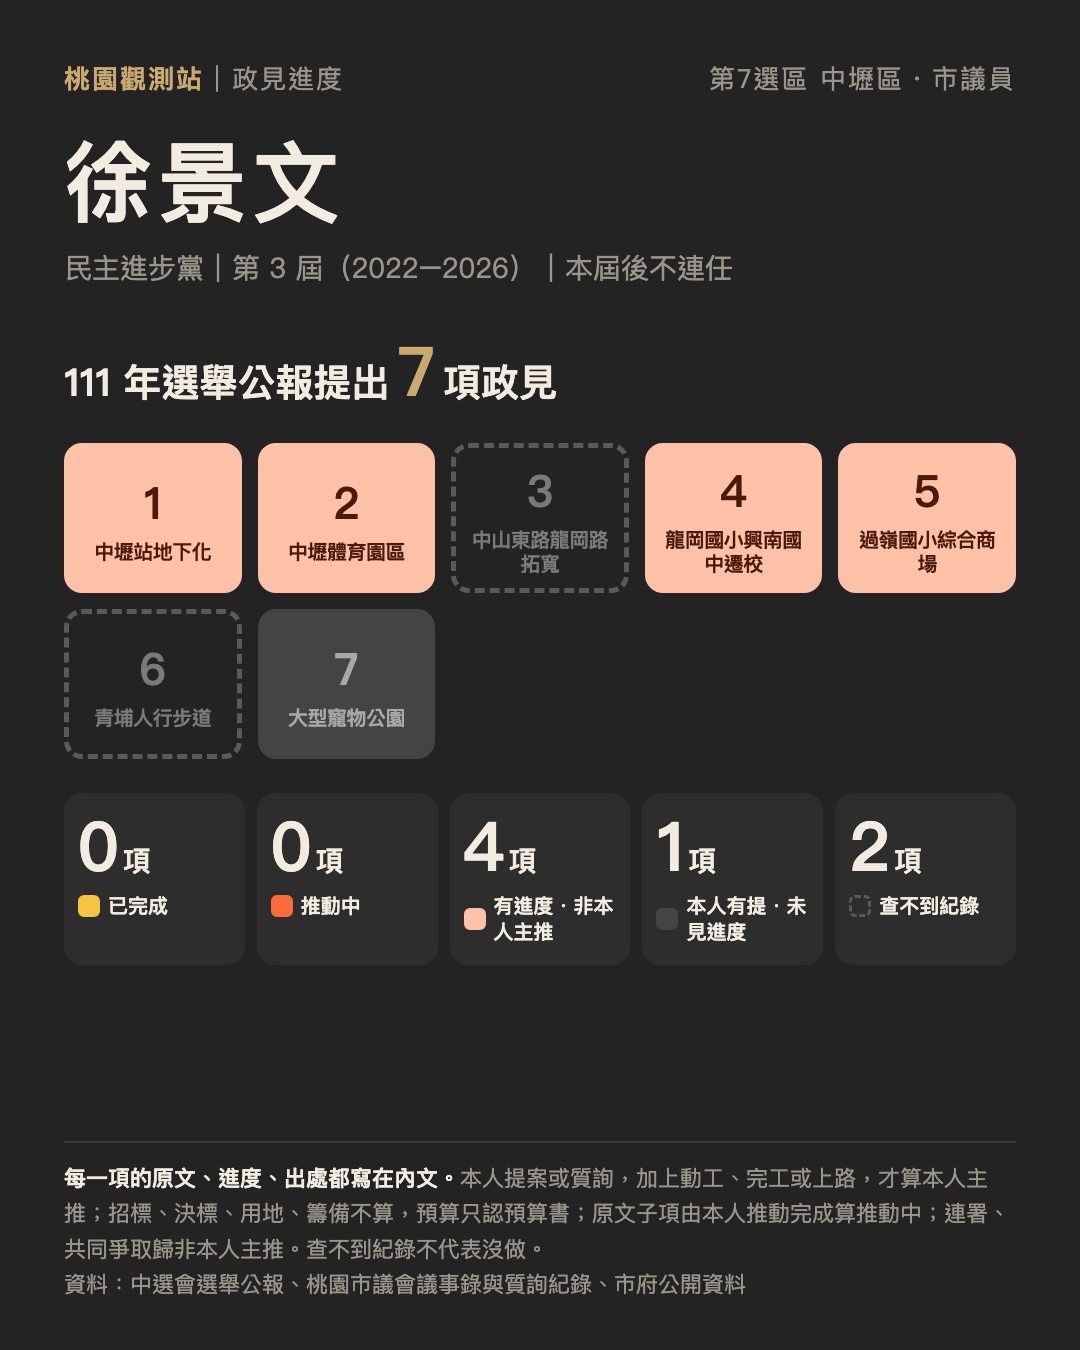 桃園觀測站｜政見進度
第7選區 中壢區・市議員
徐景文
民主進步黨｜第 3 屆（2022—2026）｜本屆後不連任
111 年選舉公報提出 7 項政見
1
中壢站地下化
2
中壢體育園區
3
中山東路龍岡路
拓寬
4
龍岡國小興南國
中遷校
5
過嶺國小綜合商
場
6
青埔人行步道
7
大型寵物公園
0項
已完成
0項
推動中
4項
有進度・非本
人主推
1項
本人有提・未
見進度
2項
查不到紀錄
每一項的原文、進度、出處都寫在內文。本人提案或質詢，加上動工、完工或上路，才算本人主
推；招標、決標、用地、籌備不算，預算只認預算書；原文子項由本人推動完成算推動中；連署、
共同爭取歸非本人主推。查不到紀錄不代表沒做。
資料：中選會選舉公報、桃園市議會議事錄與質詢紀錄、市府公開資料